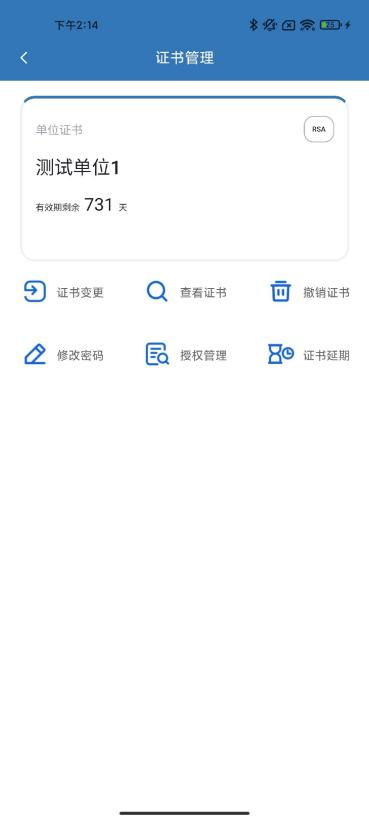 下午2:14
25
证书管理
单位证书
RSA
测试单位1
有效期剩余 731 天
证书变更
查看证书
撤销证书
修改密码
授权管理
证书延期